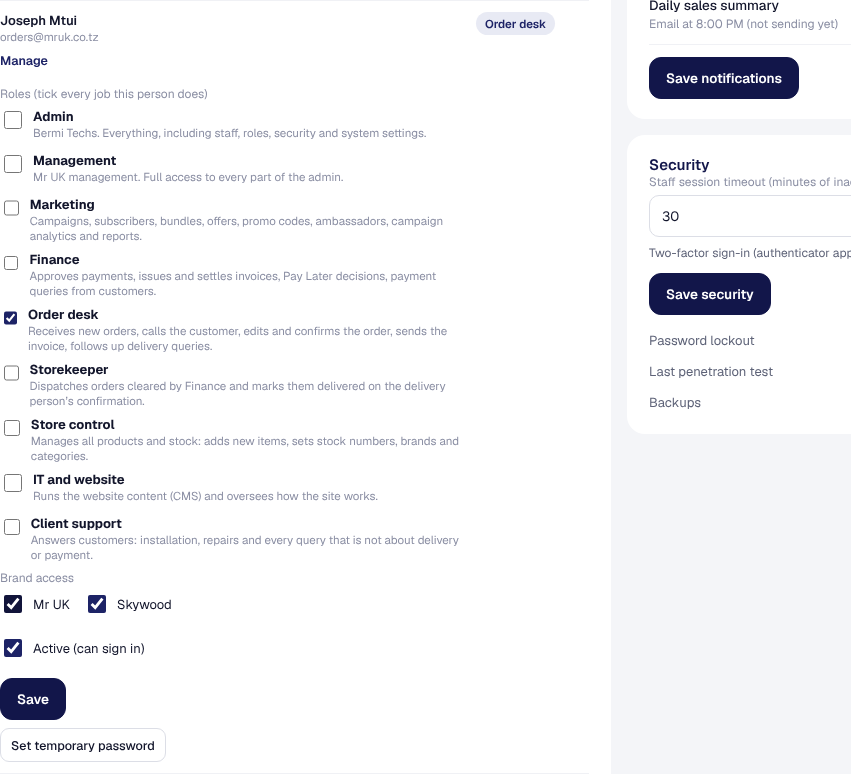 Joseph Mtui
Order desk
orders@mruk.co.tz
Manage
Roles (tick every job this person does)
Admin
Bermi Techs. Everything, including staff, roles, security and system settings.
Management
Mr UK management. Full access to every part of the admin.
Marketing
Campaigns, subscribers, bundles, offers, promo codes, ambassadors, campaign
analytics and reports.
Finance
Approves payments, issues and settles invoices, Pay Later decisions, payment
queries from customers.
Order desk
Receives new orders, calls the customer, edits and confirms the order, sends the
invoice, follows up delivery queries.
Storekeeper
Dispatches orders cleared by Finance and marks them delivered on the delivery
person's confirmation.
Store control
Manages all products and stock: adds new items, sets stock numbers, brands and
categories.
IT and website
Runs the website content (CMS) and oversees how the site works.
Client support
Answers customers: installation, repairs and every query that is not about delivery
or payment.
Brand access
Mr UK Skywood
Active (can sign in)
Save
Set temporary password
Daily sales summary
Email at 8:00 PM (not sending yet)
Save notifications
Security
Staff session timeout (minutes of ina
30
Two-factor sign-in (authenticator app
Save security
Password lockout
Last penetration test
Backups